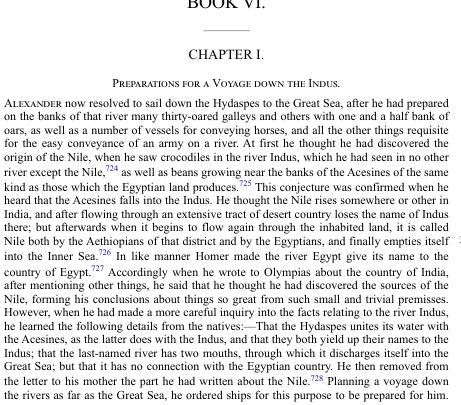 BOOK VI.
CHAPTER I.
Preparations for a Voyage down the Indus.
Alexander now resolved to sail down the Hydaspes to the Great Sea, after he had prepared
on the banks of that river many thirty-oared galleys and others with one and a half bank of
oars, as well as a number of vessels for conveying horses, and all the other things requisite
for the easy conveyance of an army on a river. At first he thought he had discovered the
origin of the Nile, when he saw crocodiles in the river Indus, which he had seen in no other
river except the Nile,724 as well as beans growing near the banks of the Acesines of the same
kind as those which the Egyptian land produces.725 This conjecture was confirmed when he
heard that the Acesines falls into the Indus. He thought the Nile rises somewhere or other in
India, and after flowing through an extensive tract of desert country loses the name of Indus
there; but afterwards when it begins to flow again through the inhabited land, it is called
Nile both by the Aethiopians of that district and by the Egyptians, and finally empties itself
into the Inner Sea.726 In like manner Homer made the river Egypt give its name to the
country of Egypt.727 Accordingly when he wrote to Olympias about the country of India,
after mentioning other things, he said that he thought he had discovered the sources of the
Nile, forming his conclusions about things so great from such small and trivial premisses.
However, when he had made a more careful inquiry into the facts relating to the river Indus,
he learned the following details from the natives:—That the Hydaspes unites its water with
the Acesines, as the latter does with the Indus, and that they both yield up their names to the
Indus; that the last-named river has two mouths, through which it discharges itself into the
Great Sea; but that it has no connection with the Egyptian country. He then removed from
the letter to his mother the part he had written about the Nile.728 Planning a voyage down
the rivers as far as the Great Sea, he ordered ships for this purpose to be prepared for him.